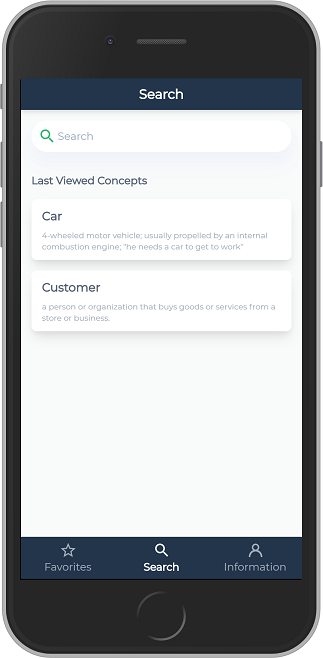 Search
Search
Last Viewed Concepts
Car
4-wheeled motor vehicle; usually propelled by an internal
combustion engine; "he needs a car to get to work"
Customer
a person or organization that buys goods or services from a
store or business.
Favorites
Search
Information